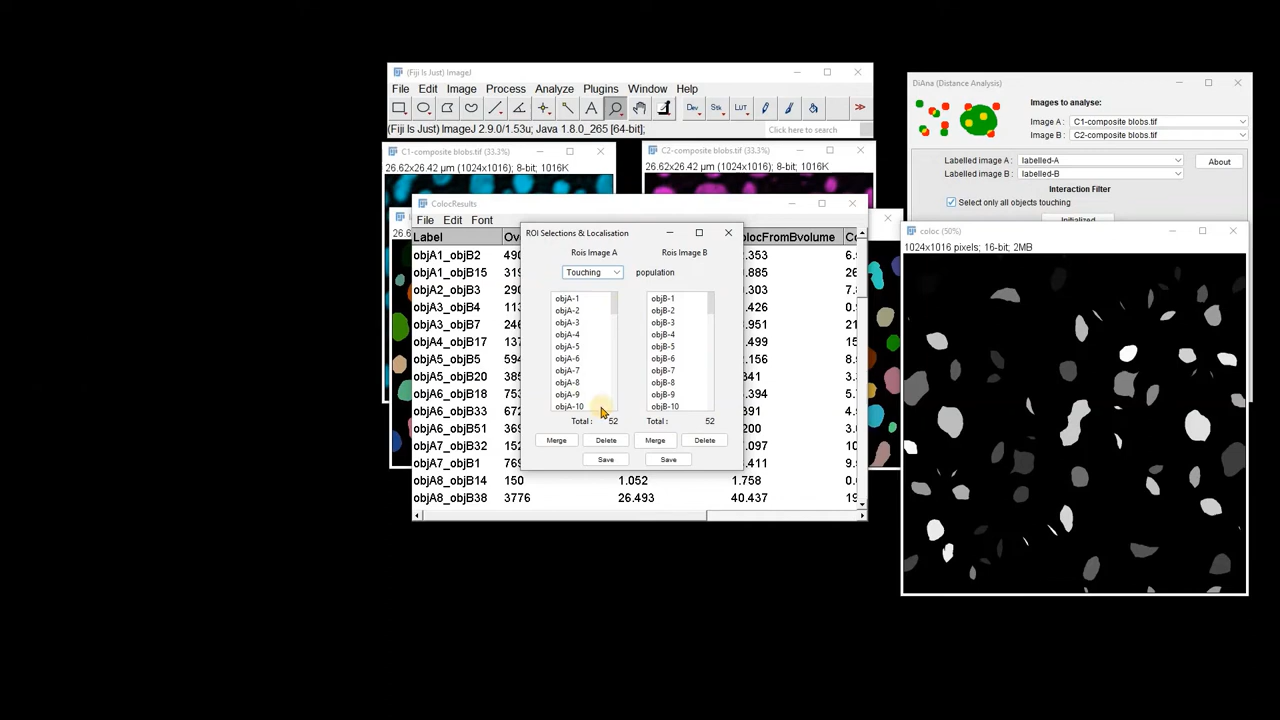 (Fiji Is Just) ImageJ
File Edit Image Process Analyze Plugins Window Help
Dev Stk LUT >>
(Fiji Is Just) ImageJ 2.9.0/1.53u; Java 1.8.0_265 [64-bit];
Click here to search
DiAna (Distance Analysis)
Images to analyse:
Image A : C1-composite blobs.tif
Image B : C2-composite blobs.tif
Labelled image A : labelled-A
Labelled image B : labelled-B
About
Interaction Filter
Select only all objects touching
Initialized
C1-composite blobs.tif (33.3%)
26.62x26.42 µm (1024x1016); 8-bit; 1016K
C2-composite blobs.tif (33.3%)
26.62x26.42 µm (1024x1016); 8-bit; 1016K
ColocResults
File Edit Font
Label
objA1_objB2
objA1_objB15
objA2_objB3
objA3_objB4
objA3_objB7
objA4_objB17
objA5_objB5
objA5_objB20
objA6_objB18
objA6_objB33
objA6_objB51
objA7_objB32
objA7_objB1
objA8_objB14 150 1.052 1.758
objA8_objB38 3776 26.493 40.437
ROI Selections & Localisation
Rois Image A Rois Image B
Touching population
objA-1 objB-1
objA-2 objB-2
objA-3 objB-3
objA-4 objB-4
objA-5 objB-5
objA-6 objB-6
objA-7 objB-7
objA-8 objB-8
objA-9 objB-9
objA-10 objB-10
Total : 52 Total : 52
Merge Delete Merge Delete
Save Save
coloc (50%)
1024x1016 pixels; 16-bit; 2MB